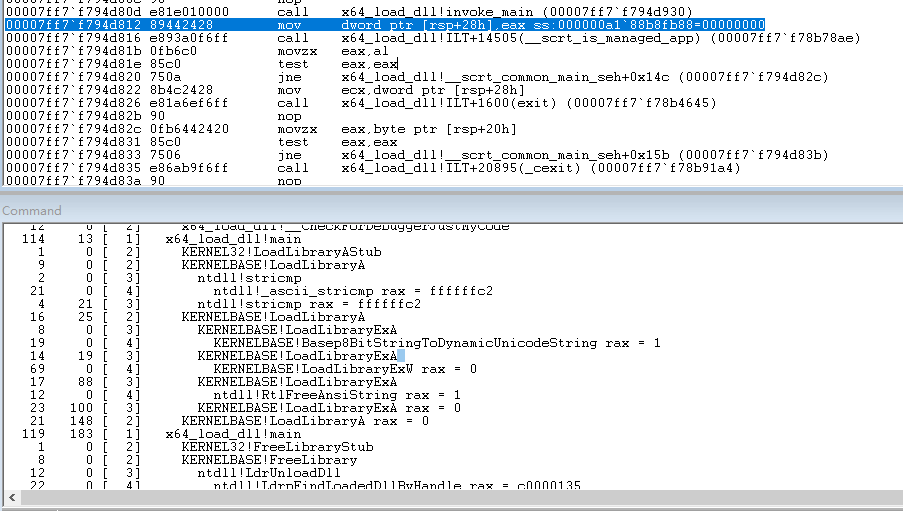 00007ff7`f794d80c 90 nop
00007ff7`f794d80d e81e010000 call x64_load_dll!invoke_main (00007ff7`f794d930)
00007ff7`f794d812 89442428 mov dword ptr [rsp+28h],eax ss:000000a1`88b8fb88=00000000
00007ff7`f794d816 e893a0f6ff call x64_load_dll!ILT+14505(__scrt_is_managed_app) (00007ff7`f78b78ae)
00007ff7`f794d81b 0fb6c0 movzx eax,al
00007ff7`f794d81e 85c0 test eax,eax
00007ff7`f794d820 750a jne x64_load_dll!__scrt_common_main_seh+0x14c (00007ff7`f794d82c)
00007ff7`f794d822 8b4c2428 mov ecx,dword ptr [rsp+28h]
00007ff7`f794d826 e81a6ef6ff call x64_load_dll!ILT+1600(exit) (00007ff7`f78b4645)
00007ff7`f794d82b 90 nop
00007ff7`f794d82c 0fb6442420 movzx eax,byte ptr [rsp+20h]
00007ff7`f794d831 85c0 test eax,eax
00007ff7`f794d833 7506 jne x64_load_dll!__scrt_common_main_seh+0x15b (00007ff7`f794d83b)
00007ff7`f794d835 e86ab9f6ff call x64_load_dll!ILT+20895(_cexit) (00007ff7`f78b91a4)
00007ff7`f794d83a 90 nop
Command
12 0 [ 2] x64_load_dll!__CheckForDebuggerJustMyCode
114 13 [ 1] x64_load_dll!main
1 0 [ 2] KERNEL32!LoadLibraryAStub
9 0 [ 2] KERNELBASE!LoadLibraryA
2 0 [ 3] ntdll!stricmp
21 0 [ 4] ntdll!_ascii_stricmp rax = ffffffc2
4 21 [ 3] ntdll!stricmp rax = ffffffc2
16 25 [ 2] KERNELBASE!LoadLibraryA
8 0 [ 3] KERNELBASE!LoadLibraryExA
19 0 [ 4] KERNELBASE!Basep8BitStringToDynamicUnicodeString rax = 1
14 19 [ 3] KERNELBASE!LoadLibraryExA
69 0 [ 4] KERNELBASE!LoadLibraryExW rax = 0
17 88 [ 3] KERNELBASE!LoadLibraryExA
12 0 [ 4] ntdll!RtlFreeAnsiString rax = 1
23 100 [ 3] KERNELBASE!LoadLibraryExA rax = 0
21 148 [ 2] KERNELBASE!LoadLibraryA rax = 0
119 183 [ 1] x64_load_dll!main
1 0 [ 2] KERNEL32!FreeLibraryStub
8 0 [ 2] KERNELBASE!FreeLibrary
12 0 [ 3] ntdll!LdrUnloadDll
22 0 [ 4] ntdll!LdrpFindLoadedDllByHandle rax = c0000135